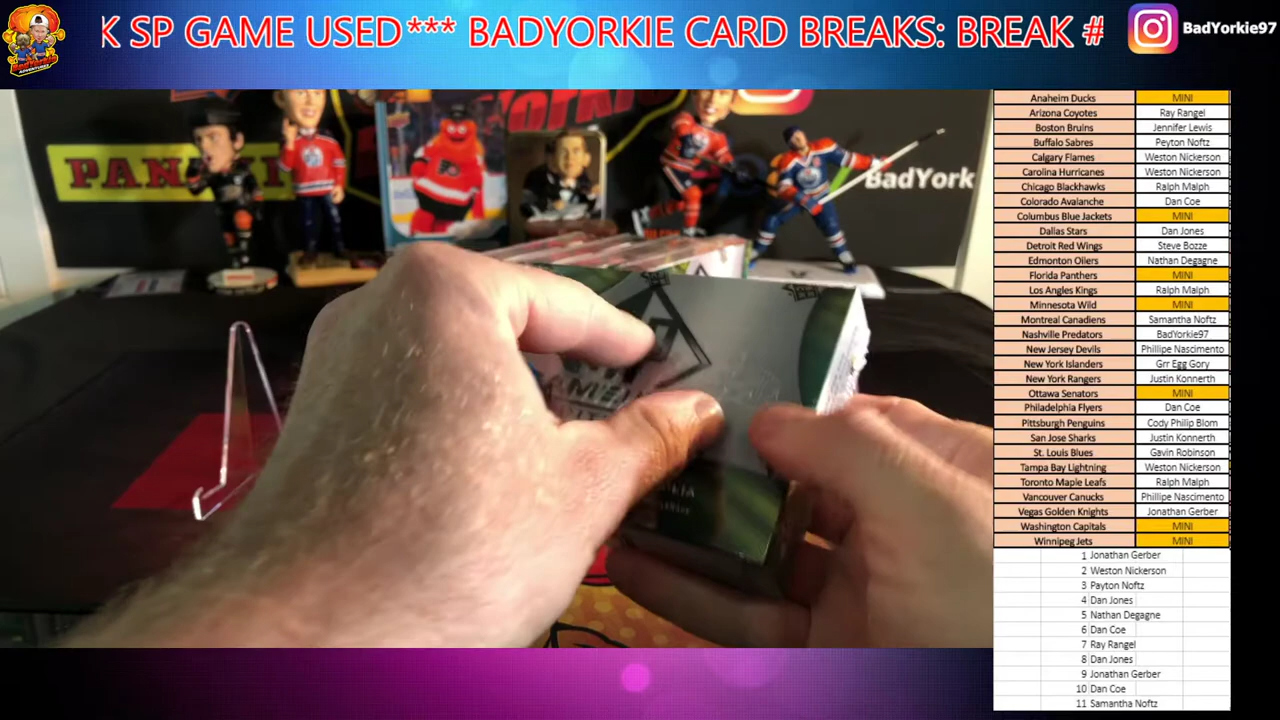 K SP GAME USED*** BADYORKIE CARD BREAKS: BREAK #
BadYorkie97
PANINI
BadYork
Anaheim Ducks MINI
Arizona Coyotes Ray Rangel
Boston Bruins Jennifer Lewis
Buffalo Sabres Peyton Noftz
Calgary Flames Weston Nickerson
Carolina Hurricanes Weston Nickerson
Chicago Blackhawks Ralph Malph
Colorado Avalanche Dan Coe
Columbus Blue Jackets MINI
Dallas Stars Dan Jones
Detroit Red Wings Steve Bozze
Edmonton Oilers Nathan Degagne
Florida Panthers MINI
Los Angles Kings Ralph Malph
Minnesota Wild MINI
Montreal Canadiens Samantha Noftz
Nashville Predators BadYorkie97
New Jersey Devils Phillipe Nascimento
New York Islanders Grr Egg Gory
New York Rangers Justin Konnerth
Ottawa Senators MINI
Philadelphia Flyers Dan Coe
Pittsburgh Penguins Cody Philip Blom
San Jose Sharks Justin Konnerth
St. Louis Blues Gavin Robinson
Tampa Bay Lightning Weston Nickerson
Toronto Maple Leafs Ralph Malph
Vancouver Canucks Phillipe Nascimento
Vegas Golden Knights Jonathan Gerber
Washington Capitals MINI
Winnipeg Jets MINI
1 Jonathan Gerber
2 Weston Nickerson
3 Payton Noftz
4 Dan Jones
5 Nathan Degagne
6 Dan Coe
7 Ray Rangel
8 Dan Jones
9 Jonathan Gerber
10 Dan Coe
11 Samantha Noftz